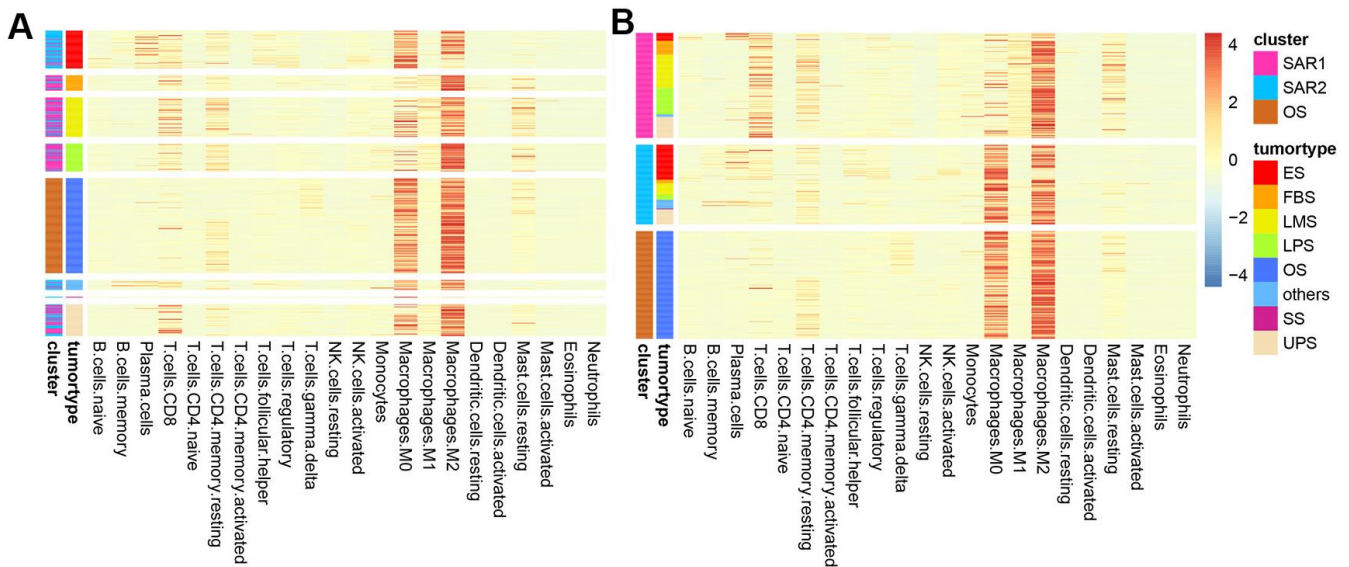 A
cluster
tumortype
B.cells.naive
B.cells.memory
Plasma.cells
T.cells.CD8
T.cells.CD4.naive
T.cells.CD4.memory.resting
T.cells.CD4.memory.activated
T.cells.follicular.helper
T.cells.regulatory
T.cells.gamma.delta
NK.cells.resting
NK.cells.activated
Monocytes
Macrophages.M0
Macrophages.M1
Macrophages.M2
Dendritic.cells.resting
Dendritic.cells.activated
Mast.cells.resting
Mast.cells.activated
Eosinophils
Neutrophils
B
cluster
tumortype
B.cells.naive
B.cells.memory
Plasma.cells
T.cells.CD8
T.cells.CD4.naive
T.cells.CD4.memory.resting
T.cells.CD4.memory.activated
T.cells.follicular.helper
T.cells.regulatory
T.cells.gamma.delta
NK.cells.resting
NK.cells.activated
Monocytes
Macrophages.M0
Macrophages.M1
Macrophages.M2
Dendritic.cells.resting
Dendritic.cells.activated
Mast.cells.resting
Mast.cells.activated
Eosinophils
Neutrophils
4
2
0
−2
−4
cluster
SAR1
SAR2
OS
tumortype
ES
FBS
LMS
LPS
OS
others
SS
UPS